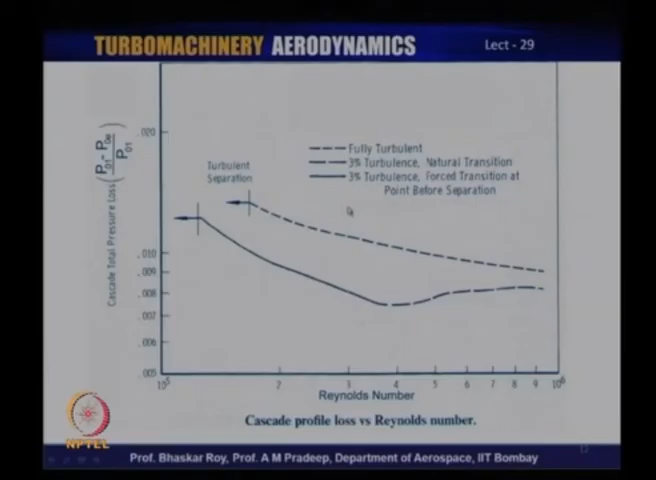 TURBOMACHINERY AERODYNAMICS
Lect - 29
.020
Fully Turbulent
3% Turbulence, Natural Transition
3% Turbulence, Forced Transition at
Point Before Separation
Turbulent
Separation
Cascade Total Pressure Loss
.010
.009
.008
.007
.006
.005
10⁵ 2 3 4 5 6 7 8 9 10⁶
Reynolds Number
Cascade profile loss vs Reynolds number.
NPTEL
Prof. Bhaskar Roy, Prof. A M Pradeep, Department of Aerospace, IIT Bombay